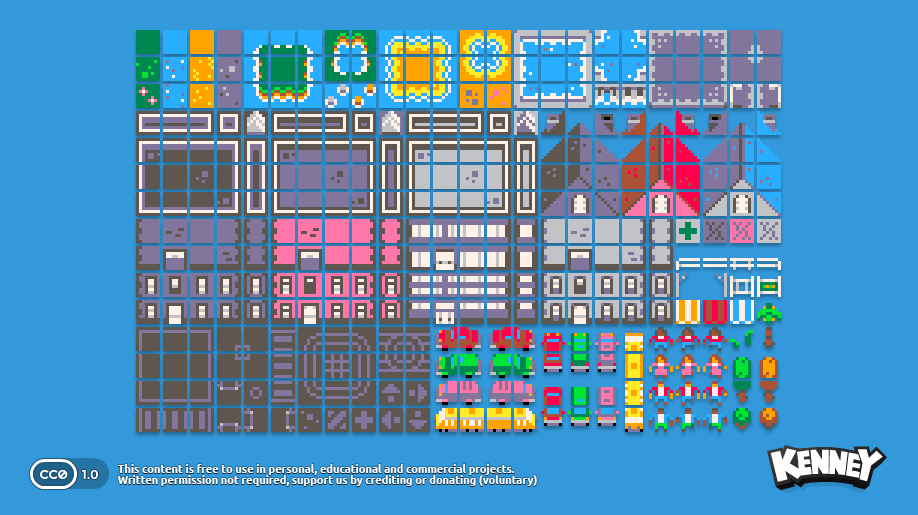 CC0 1.0
This content is free to use in personal, educational and commercial projects.
Written permission not required, support us by crediting or donating (voluntary)
KENNEY